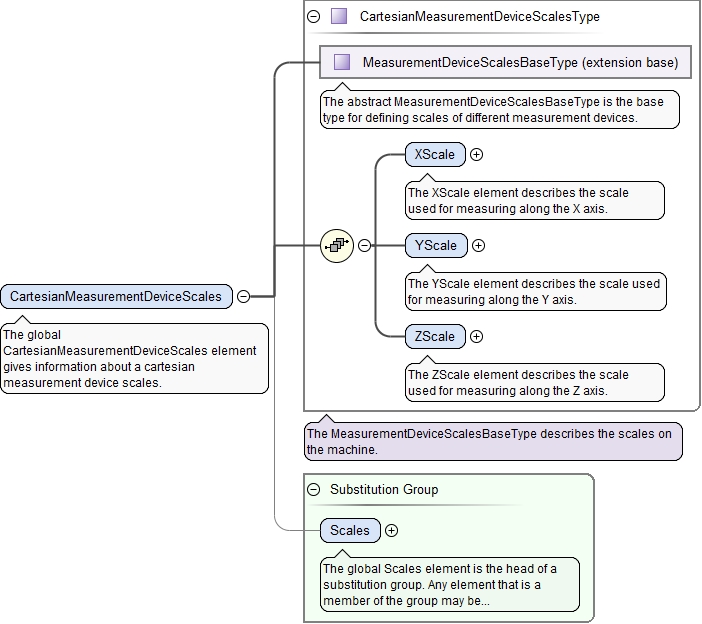 CartesianMeasurementDeviceScalesType
MeasurementDeviceScalesBaseType (extension base)
The abstract MeasurementDeviceScalesBaseType is the base
type for defining scales of different measurement devices.
XScale
The XScale element describes the scale
used for measuring along the X axis.
YScale
The YScale element describes the scale used
for measuring along the Y axis.
ZScale
The ZScale element describes the scale
used for measuring along the Z axis.
CartesianMeasurementDeviceScales
The global
CartesianMeasurementDeviceScales element
gives information about a cartesian
measurement device scales.
The MeasurementDeviceScalesBaseType describes the scales on
the machine.
Substitution Group
Scales
The global Scales element is the head of a
substitution group. Any element that is a
member of the group may be...